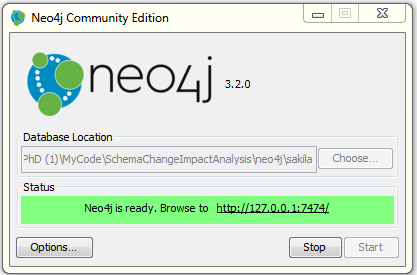 Neo4j Community Edition
neo4j 3.2.0
Database Location
PhD (1)\MyCode\SchemaChangeImpactAnalysis\neo4j\sakila Choose...
Status
Neo4j is ready. Browse to http://127.0.0.1:7474/
Options... Stop Start